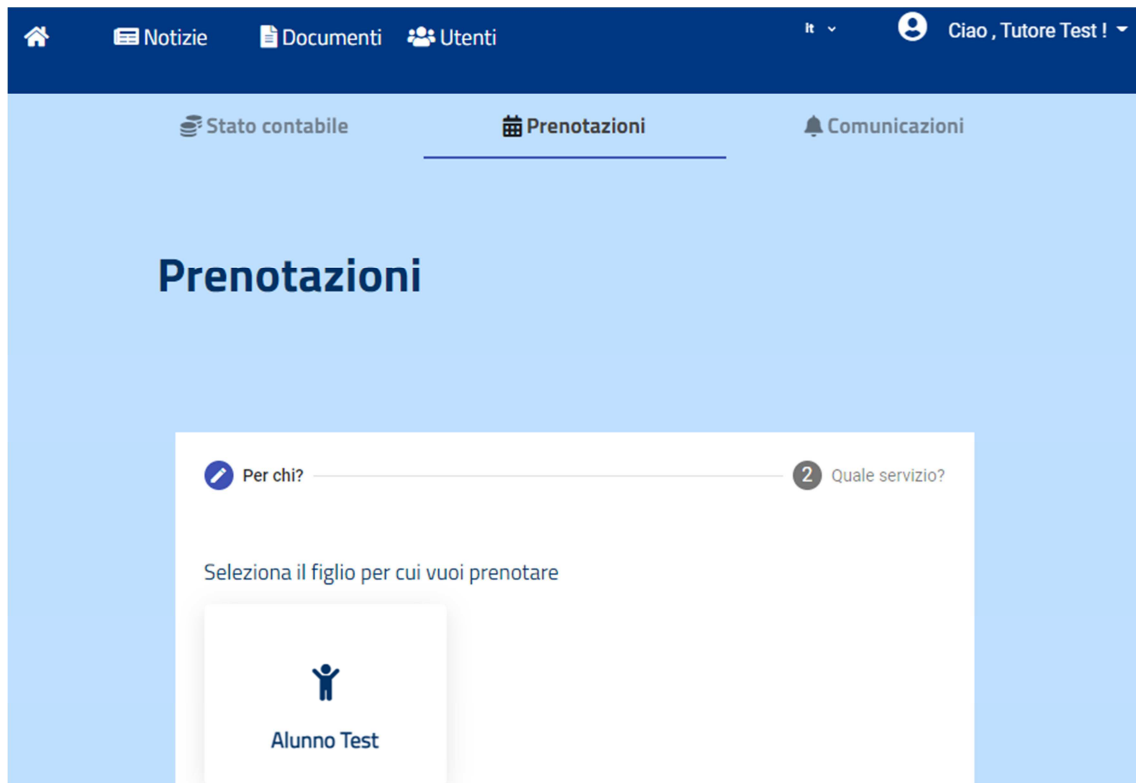 Notizie Documenti Utenti It Ciao , Tutore Test !
Stato contabile Prenotazioni Comunicazioni
Prenotazioni
Per chi? 2 Quale servizio?
Seleziona il figlio per cui vuoi prenotare
Alunno Test